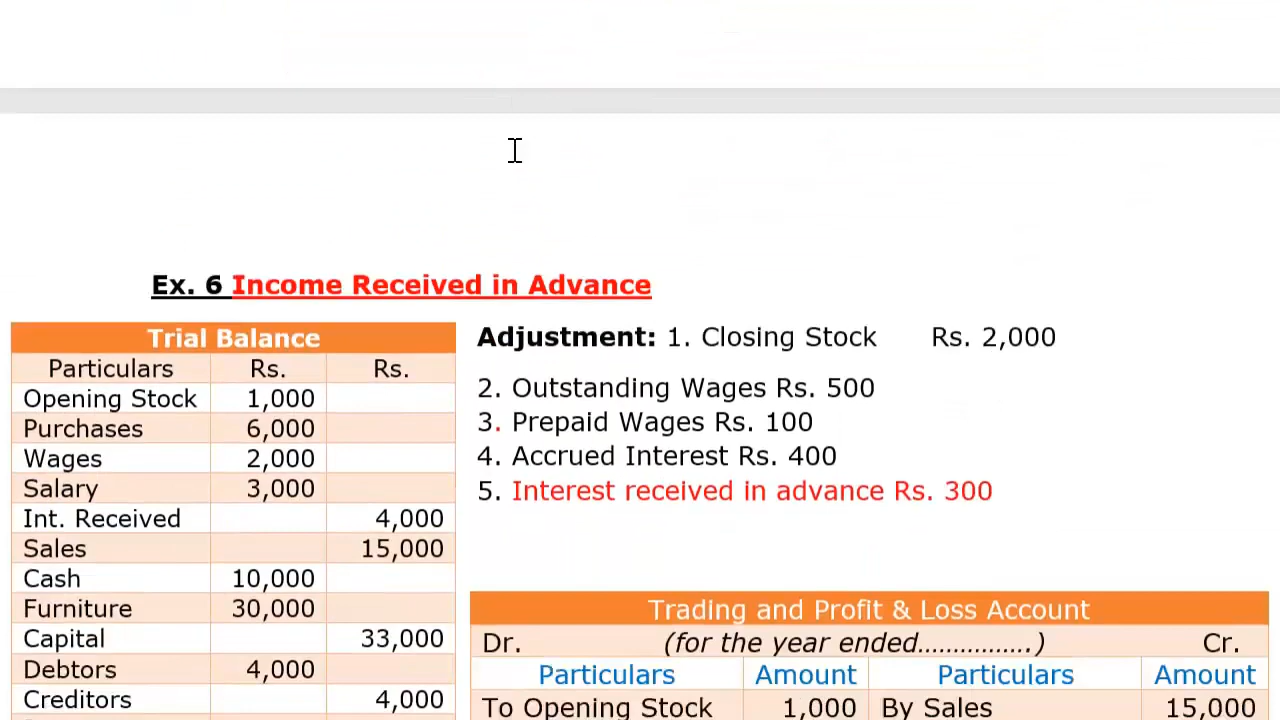 Ex. 6 Income Received in Advance
Trial Balance
Particulars Rs. Rs.
Opening Stock 1,000
Purchases 6,000
Wages 2,000
Salary 3,000
Int. Received 4,000
Sales 15,000
Cash 10,000
Furniture 30,000
Capital 33,000
Debtors 4,000
Creditors 4,000
Adjustment: 1. Closing Stock Rs. 2,000
2. Outstanding Wages Rs. 500
3. Prepaid Wages Rs. 100
4. Accrued Interest Rs. 400
5. Interest received in advance Rs. 300
Trading and Profit & Loss Account
Dr. (for the year ended…………….) Cr.
Particulars Amount Particulars Amount
To Opening Stock 1,000 By Sales 15,000